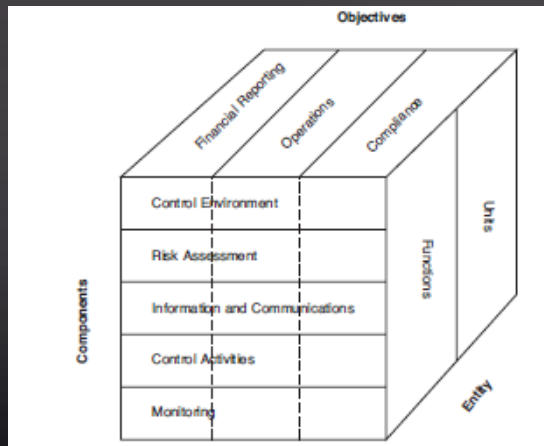 Objectives
Financial Reporting
Operations
Compliance
Control Environment
Risk Assessment
Information and Communications
Control Activities
Monitoring
Components
Functions
Units
Entity